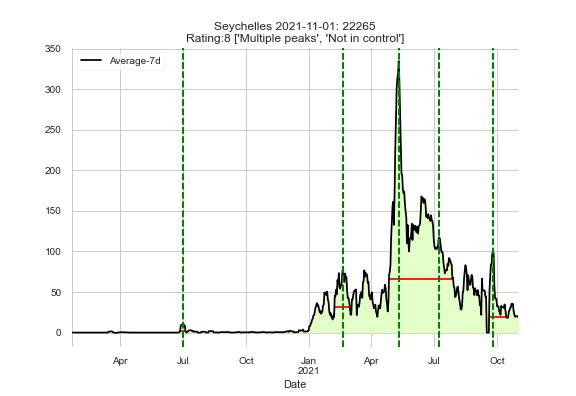 Seychelles 2021-11-01: 22265
Rating:8 ['Multiple peaks', 'Not in control']
Average-7d
350
300
250
200
150
100
50
0
Apr Jul Oct Jan Apr Jul Oct
2021
Date